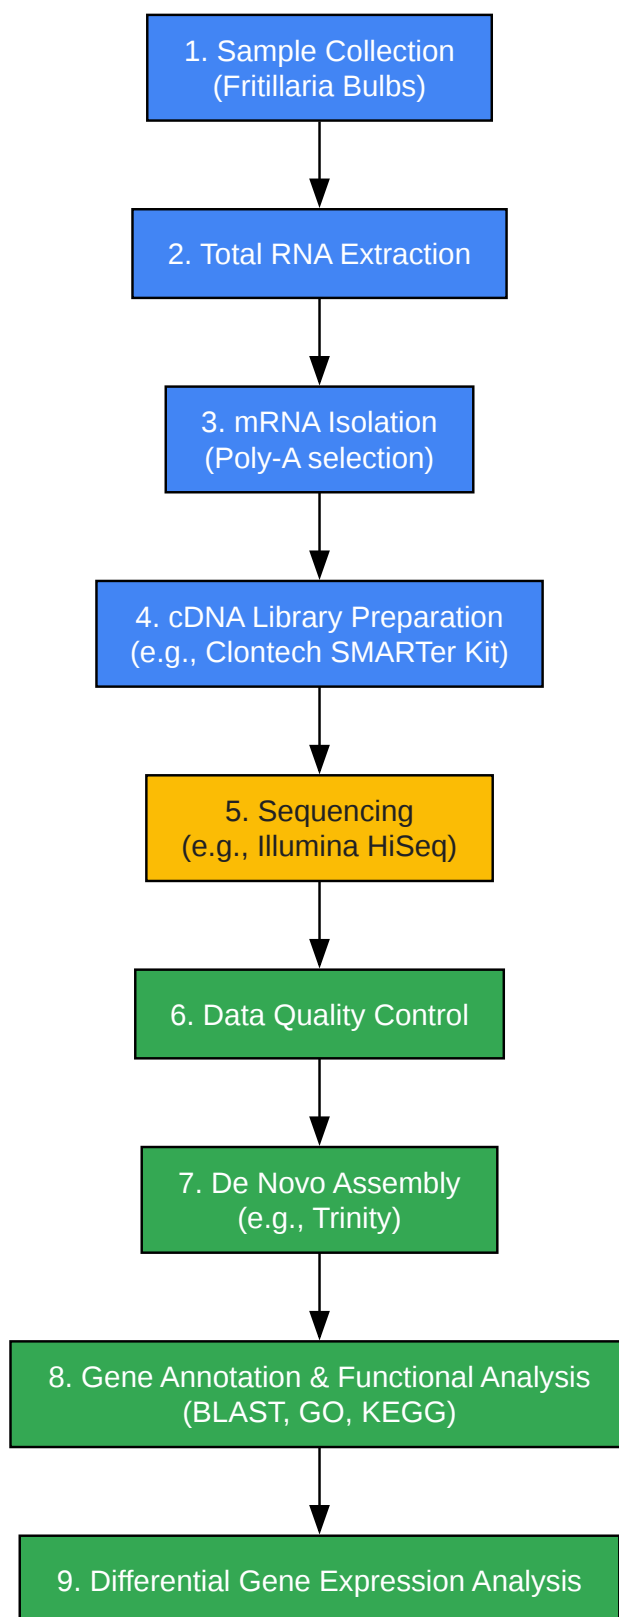 1. Sample Collection
(Fritillaria Bulbs)
2. Total RNA Extraction
3. mRNA Isolation
(Poly-A selection)
4. cDNA Library Preparation
(e.g., Clontech SMARTer Kit)
5. Sequencing
(e.g., Illumina HiSeq)
6. Data Quality Control
7. De Novo Assembly
(e.g., Trinity)
8. Gene Annotation & Functional Analysis
(BLAST, GO, KEGG)
9. Differential Gene Expression Analysis